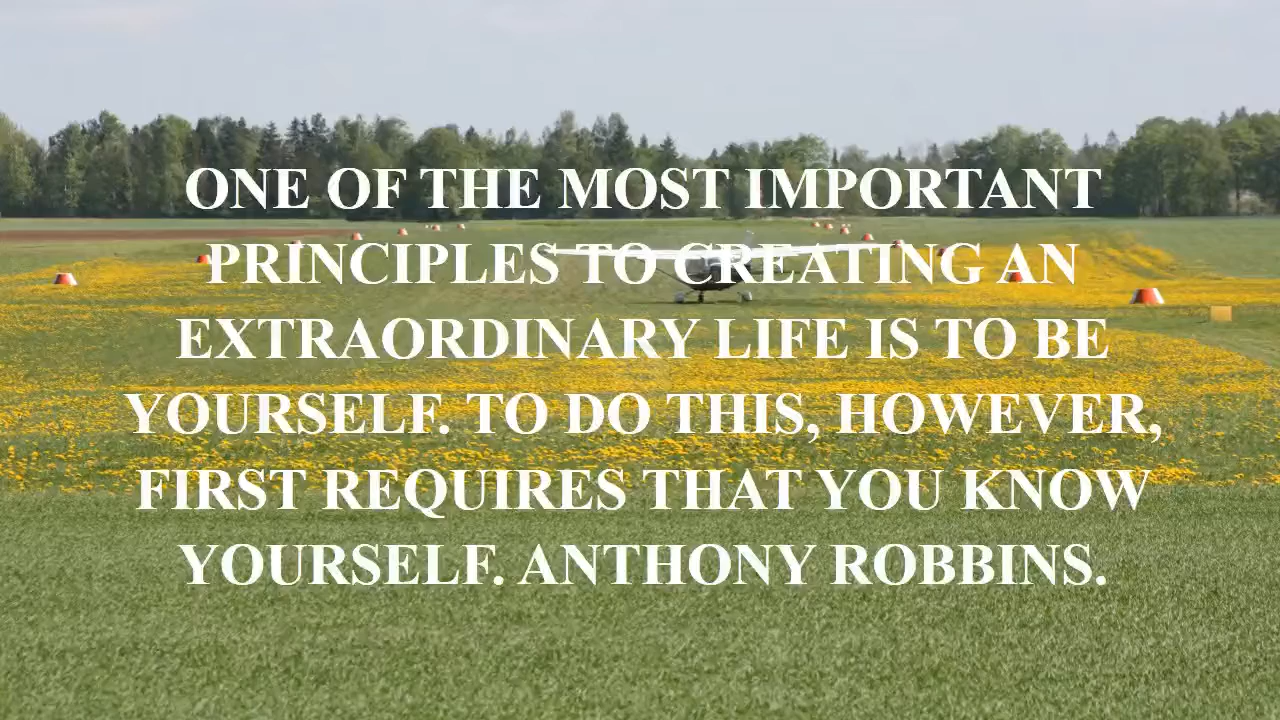 ONE OF THE MOST IMPORTANT
PRINCIPLES TO CREATING AN
EXTRAORDINARY LIFE IS TO BE
YOURSELF. TO DO THIS, HOWEVER,
FIRST REQUIRES THAT YOU KNOW
YOURSELF. ANTHONY ROBBINS.